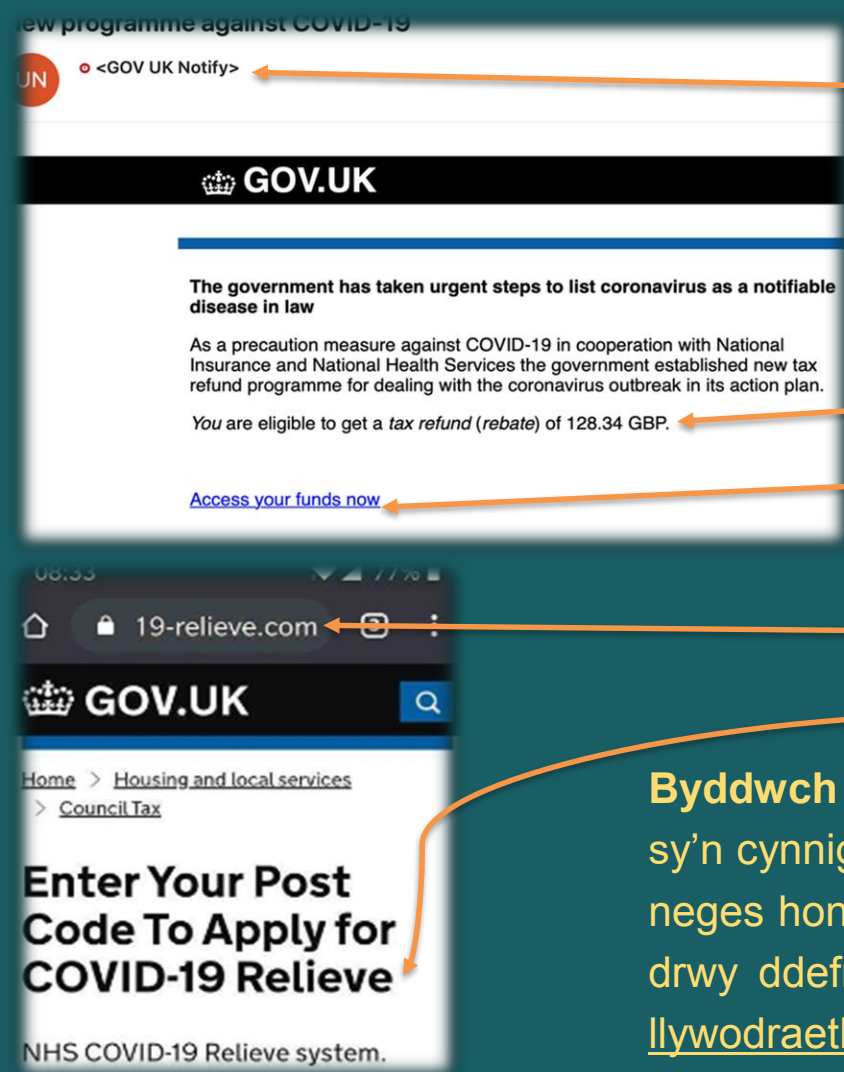 new programme against COVID-19
UN
<GOV UK Notify>
GOV.UK
The government has taken urgent steps to list coronavirus as a notifiable
disease in law
As a precaution measure against COVID-19 in cooperation with National
Insurance and National Health Services the government established new tax
refund programme for dealing with the coronavirus outbreak in its action plan.
You are eligible to get a tax refund (rebate) of 128.34 GBP.
Access your funds now
08:33 77%
19-relieve.com
GOV.UK
Home > Housing and local services
> Council Tax
Enter Your Post
Code To Apply for
COVID-19 Relieve
NHS COVID-19 Relieve system.
Byddwch
sy'n cynnig
neges hon
drwy